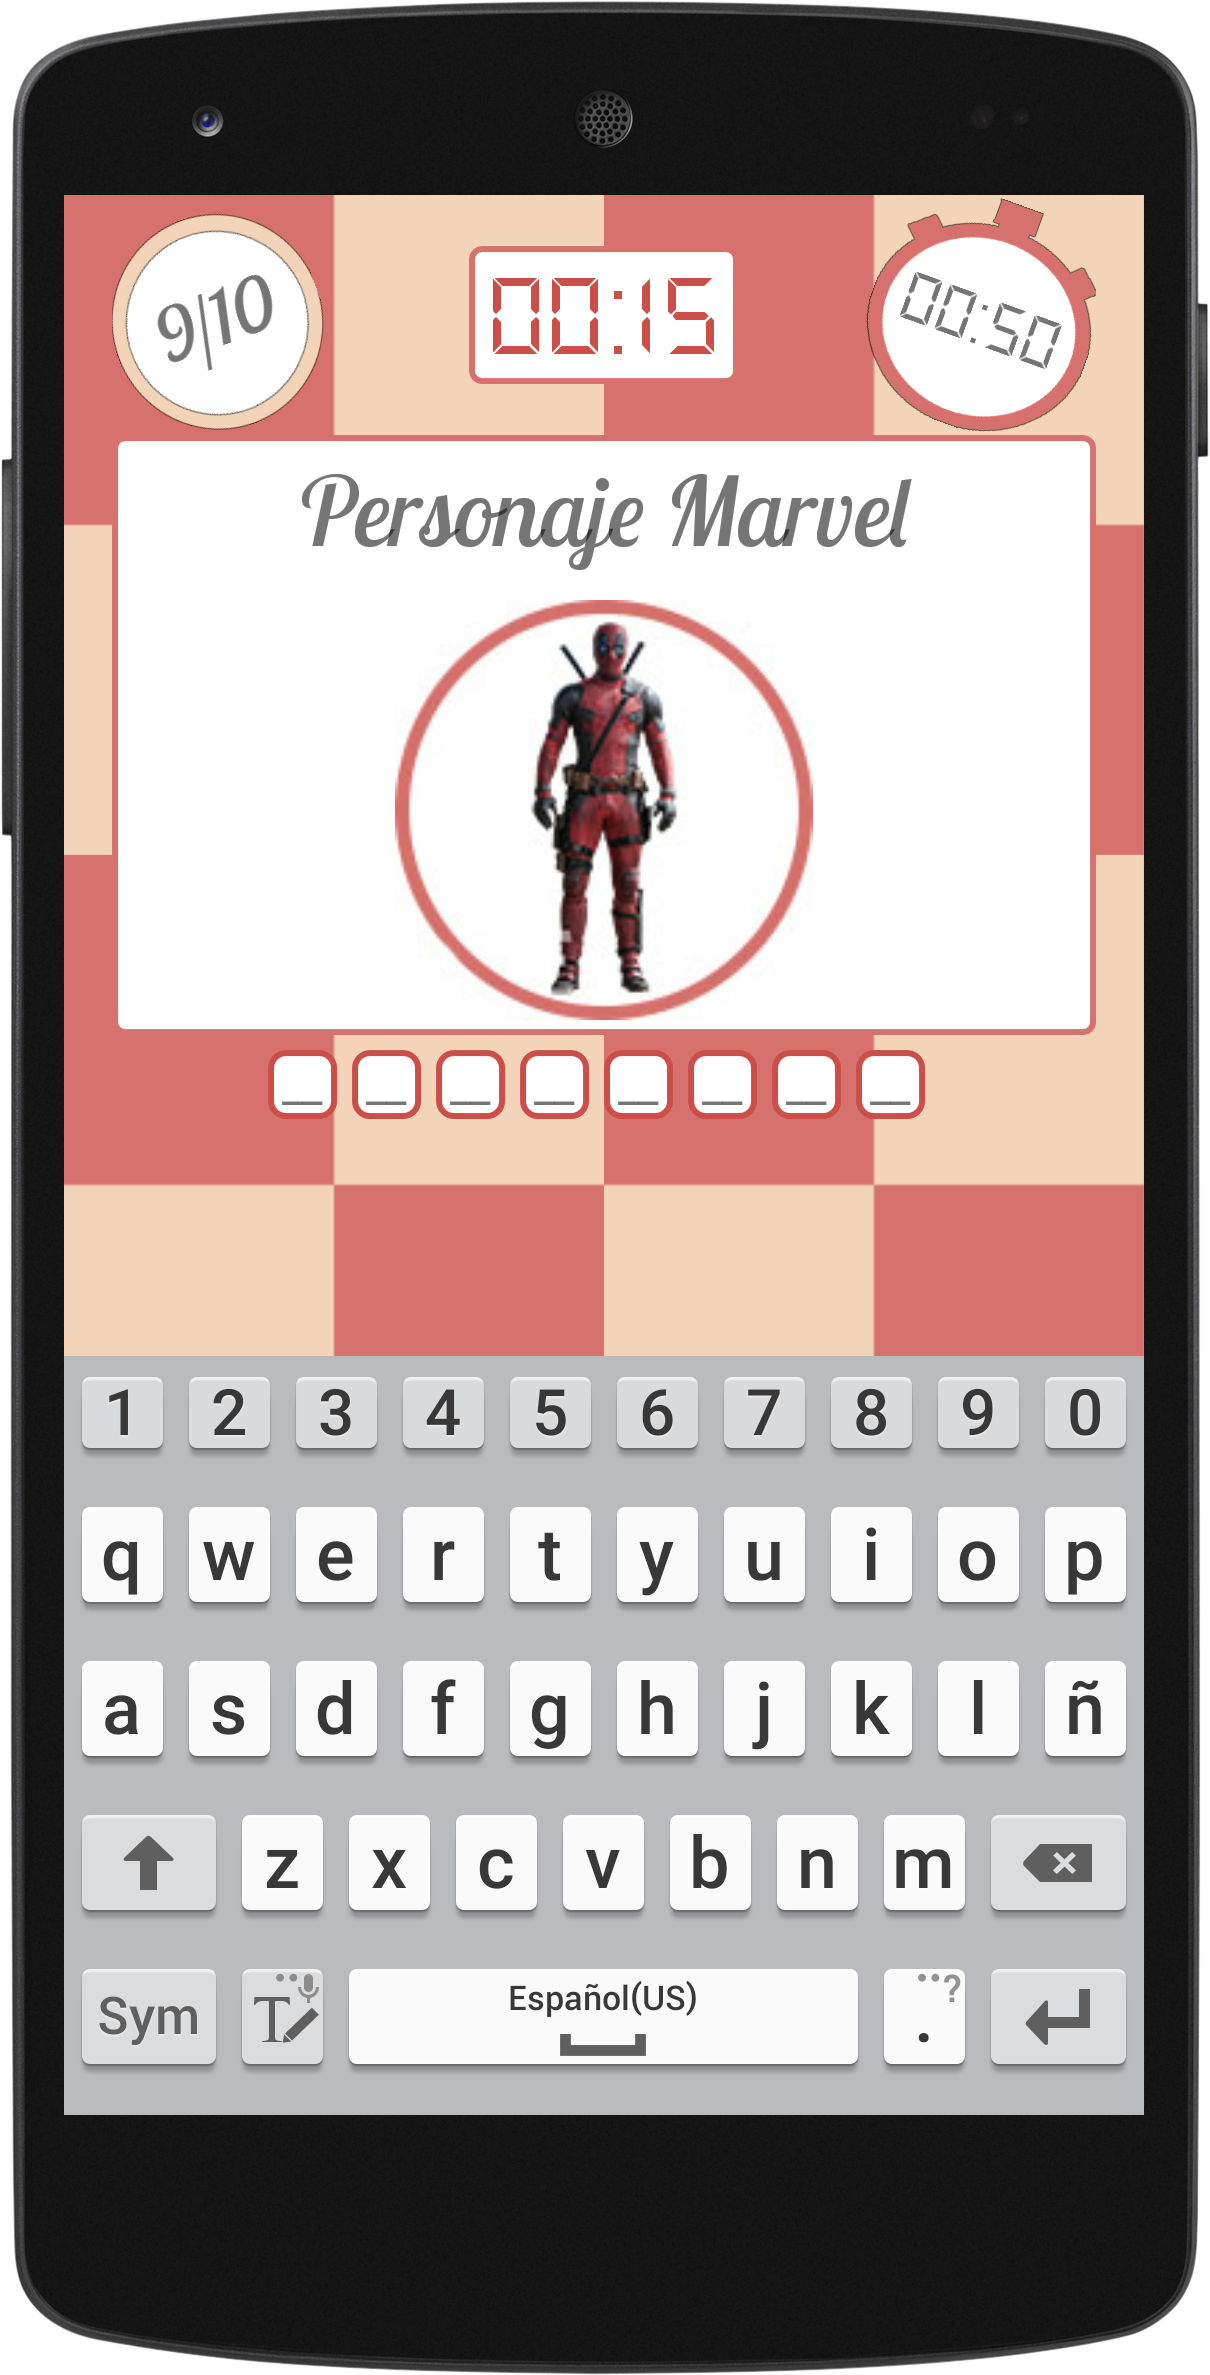 9/10
00:15
00:50
Personaje Marvel
_ _ _ _ _ _ _ _
1 2 3 4 5 6 7 8 9 0
q w e r t y u i o p
a s d f g h j k l ñ
z x c v b n m
Sym T Español(US) . ?